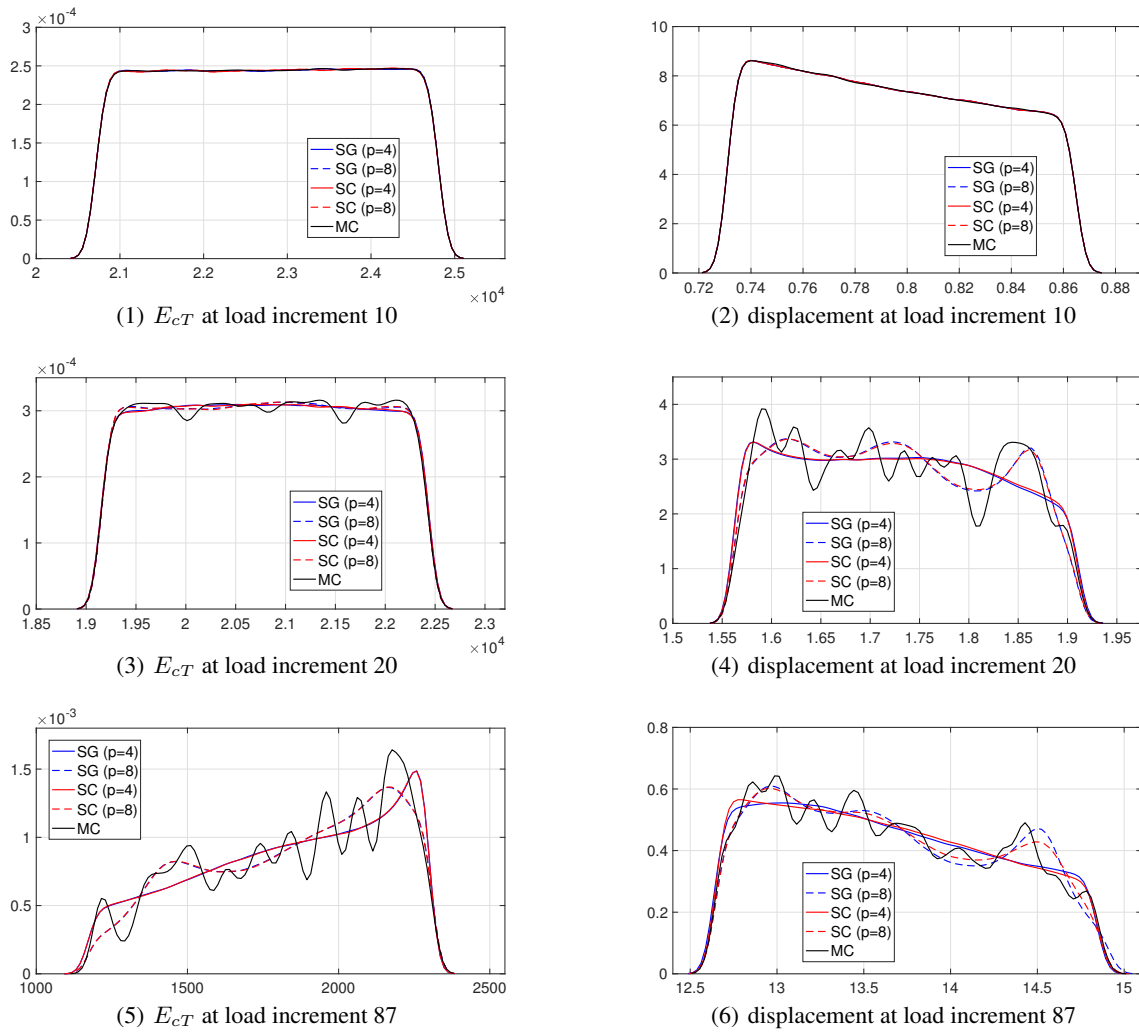 ×10⁻⁴
3
2.5
2
1.5
1
0.5
0
2 2.1 2.2 2.3 2.4 2.5
×10⁴
SG (p=4)
SG (p=8)
SC (p=4)
SC (p=8)
MC
(1) E_cT at load increment 10
10
8
6
4
2
0
0.72 0.74 0.76 0.78 0.8 0.82 0.84 0.86 0.88
SG (p=4)
SG (p=8)
SC (p=4)
SC (p=8)
MC
(2) displacement at load increment 10
×10⁻⁴
3
2
1
0
1.85 1.9 1.95 2 2.05 2.1 2.15 2.2 2.25 2.3
×10⁴
SG (p=4)
SG (p=8)
SC (p=4)
SC (p=8)
MC
(3) E_cT at load increment 20
5
4
3
2
1
0
1.5 1.55 1.6 1.65 1.7 1.75 1.8 1.85 1.9 1.95
SG (p=4)
SG (p=8)
SC (p=4)
SC (p=8)
MC
(4) displacement at load increment 20
×10⁻³
1.5
1
0.5
0
1000 1500 2000 2500
SG (p=4)
SG (p=8)
SC (p=4)
SC (p=8)
MC
(5) E_cT at load increment 87
0.8
0.6
0.4
0.2
0
12.5 13 13.5 14 14.5 15
SG (p=4)
SG (p=8)
SC (p=4)
SC (p=8)
MC
(6) displacement at load increment 87